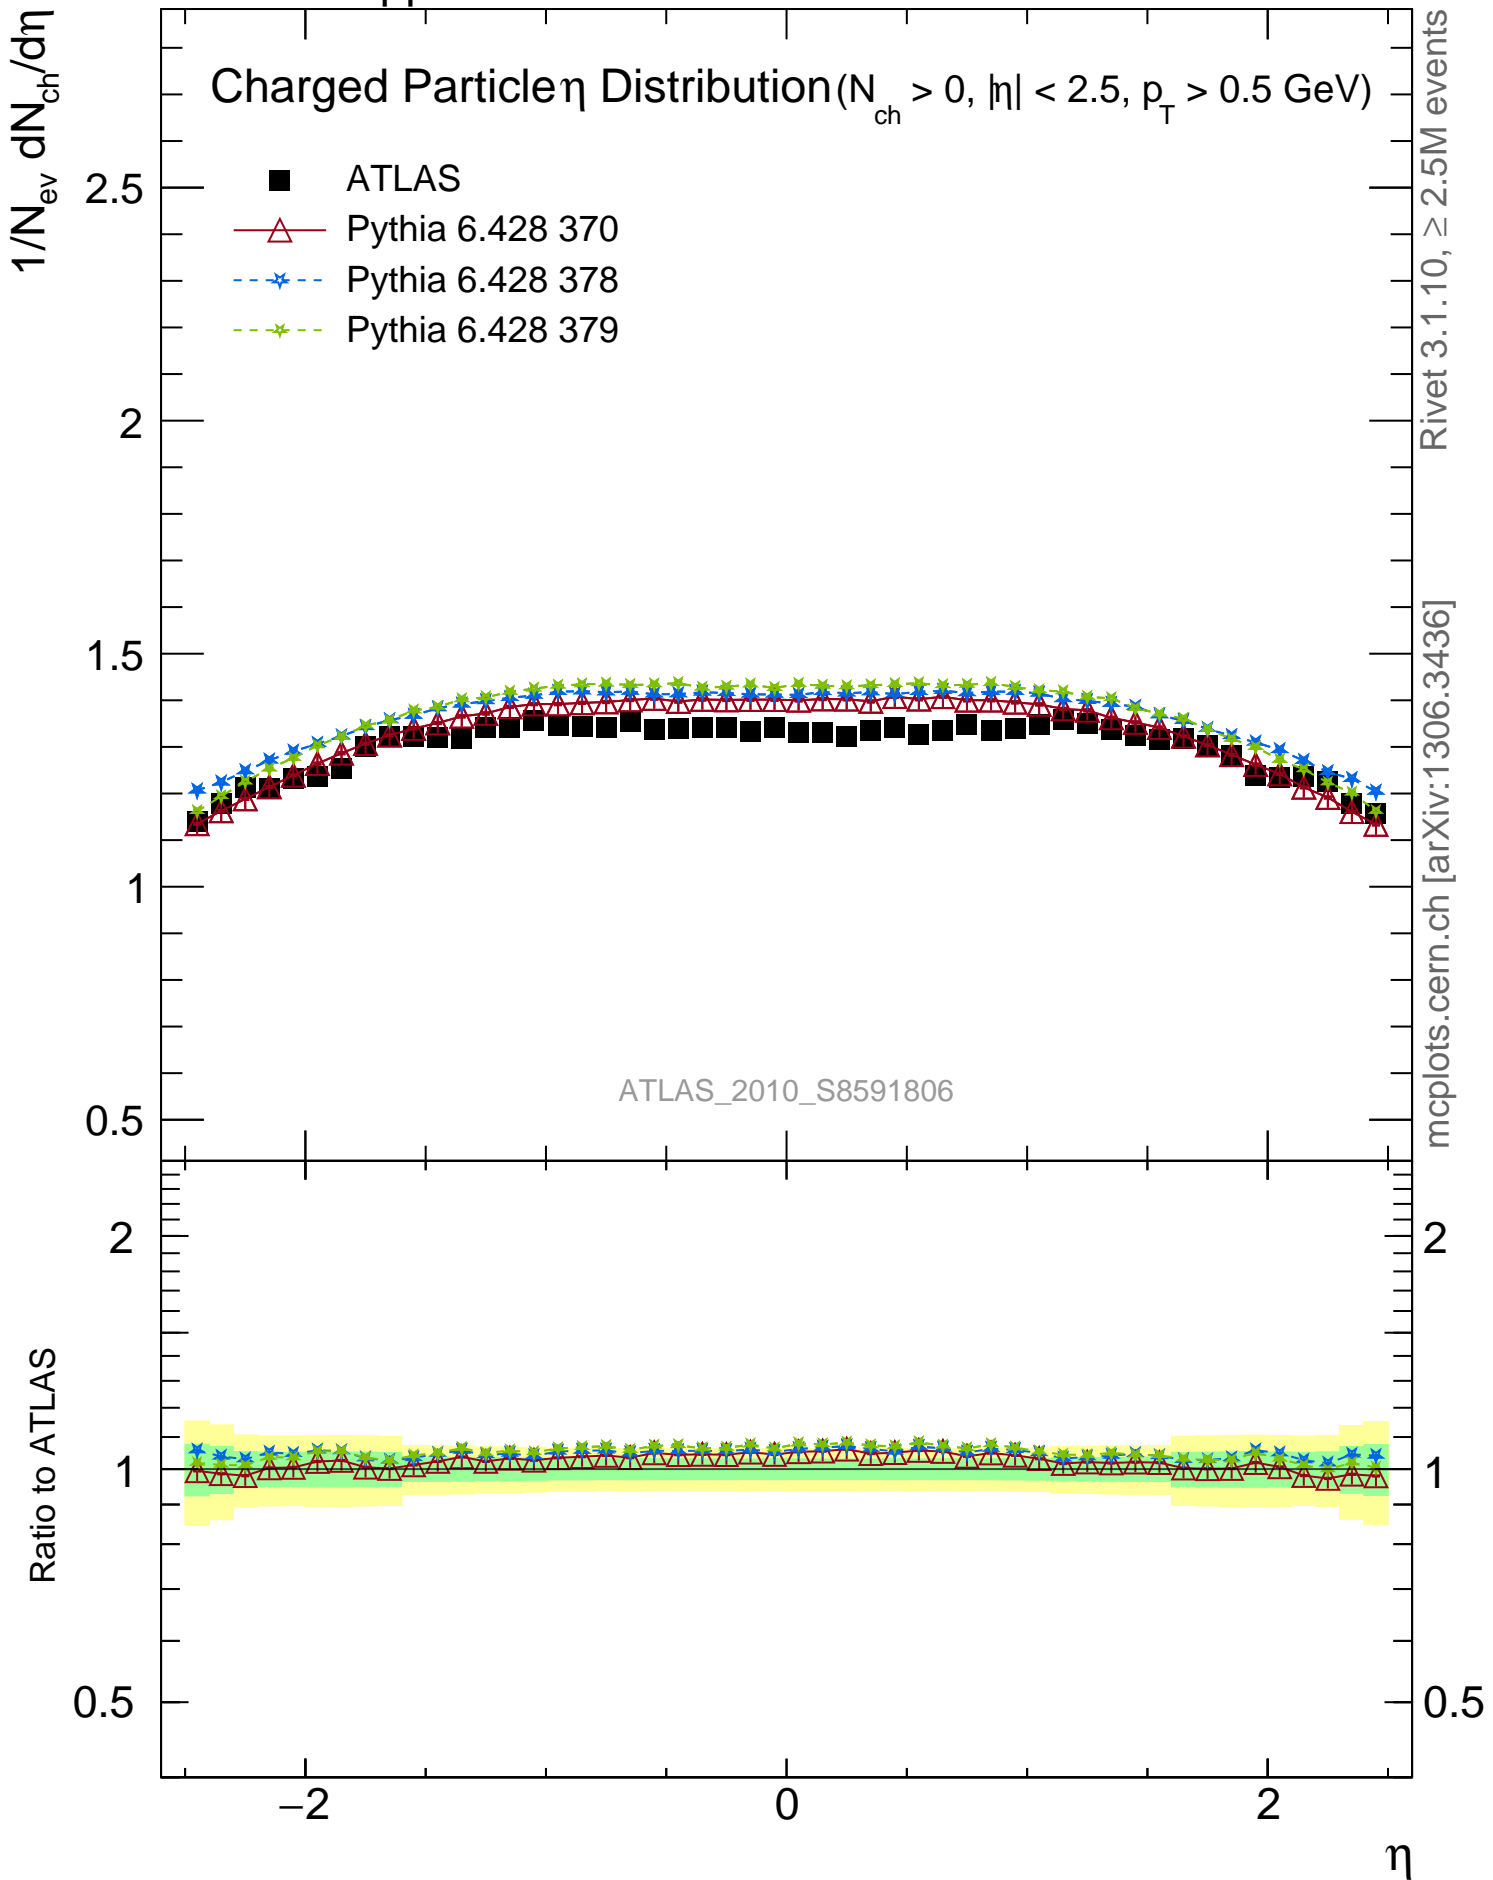 Charged Particle η Distribution (N_ch > 0, |η| < 2.5, p_T > 0.5 GeV)
1/N_ev dN_ch/dη
ATLAS
Pythia 6.428 370
Pythia 6.428 378
Pythia 6.428 379
2.5
2
1.5
1
0.5
ATLAS_2010_S8591806
Rivet 3.1.10, ≥ 2.5M events
mcplots.cern.ch [arXiv:1306.3436]
Ratio to ATLAS
2
1
0.5
2
1
0.5
−2
0
2
η